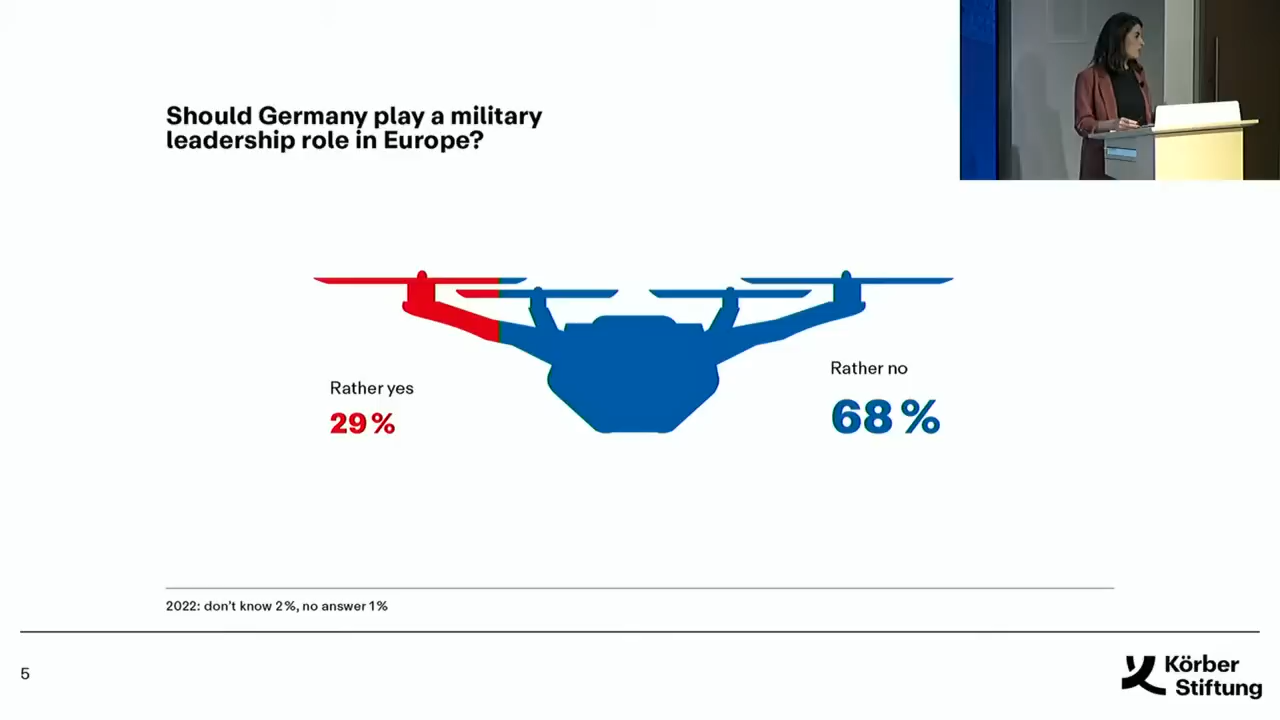 Should Germany play a military
leadership role in Europe?
Rather yes
29%
Rather no
68%
2022: don't know 2%, no answer 1%
5
Körber
Stiftung